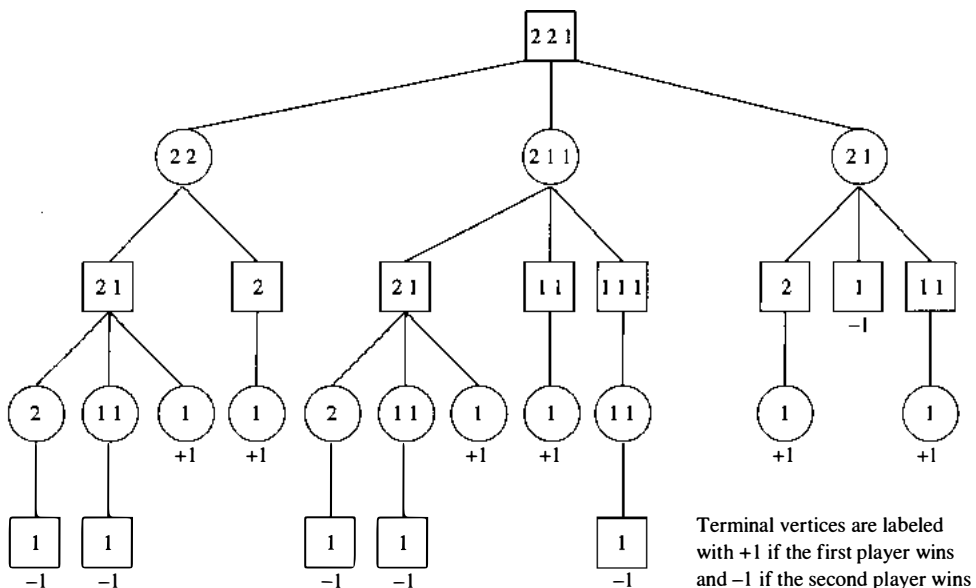 2 2 1
2 2 2 1 1 2 1
2 1 2 2 1 1 1 1 1 1 2 1 1 1
-1
2 1 1 1 1 2 1 1 1 1 1 1 1 1
+1 +1 +1 +1 +1 +1
1 1 1 1 1
-1 -1 -1 -1 -1
Terminal vertices are labeled
with +1 if the first player wins
and -1 if the second player wins